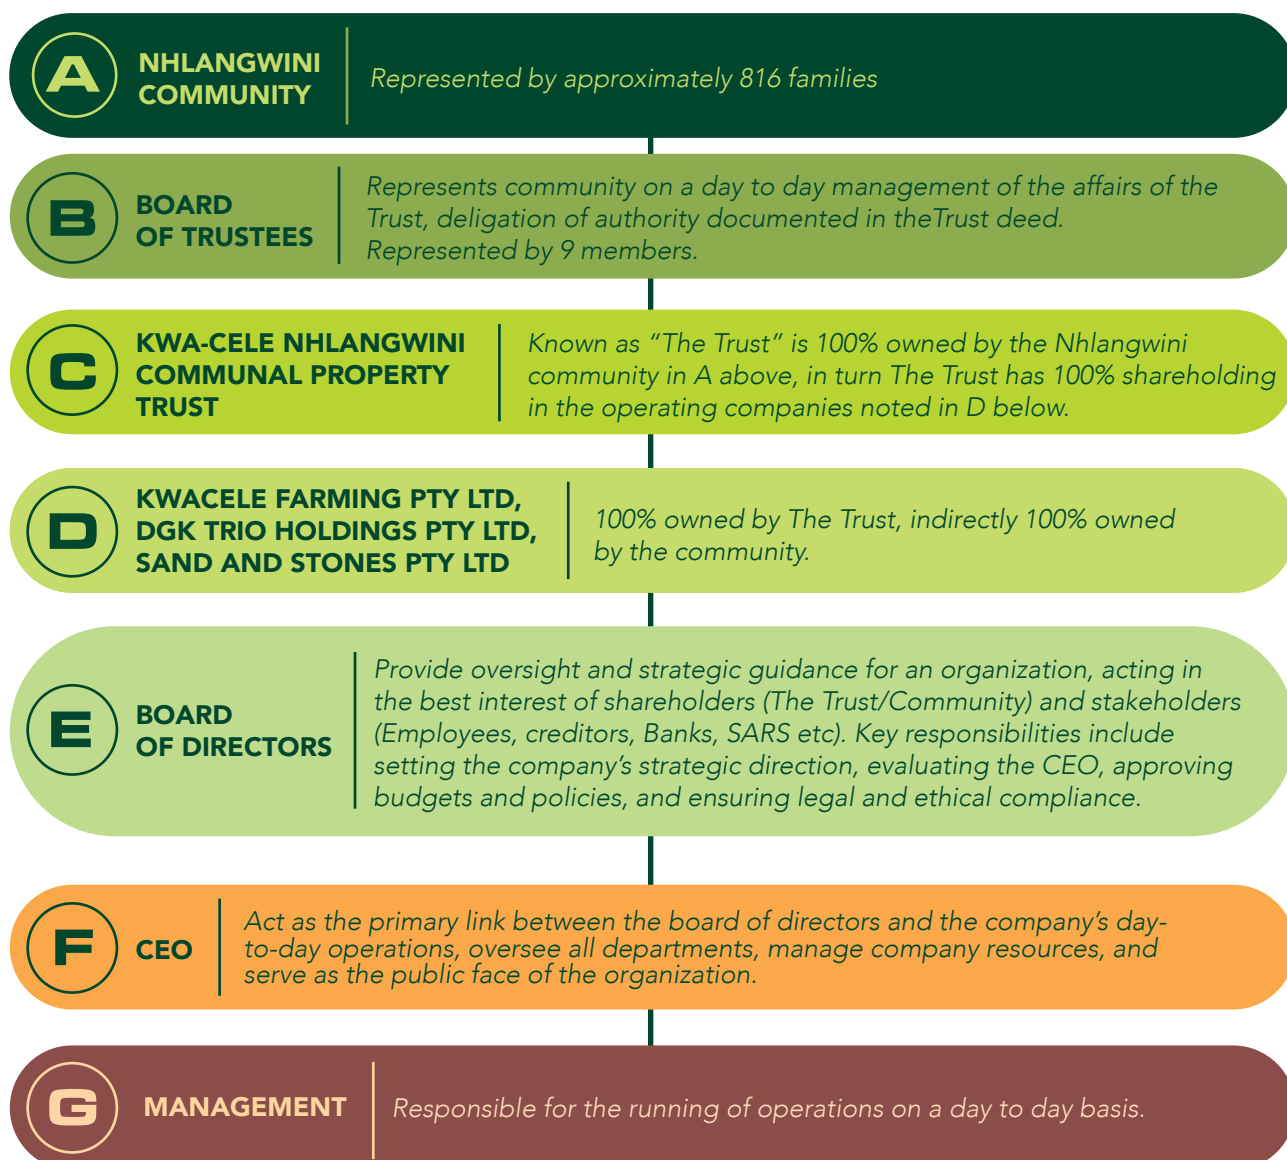 A
NHLANGWINI
COMMUNITY
Represented by approximately 816 families
B
BOARD
OF TRUSTEES
Represents community on a day to day management of the affairs of the
Trust, deligation of authority documented in theTrust deed.
Represented by 9 members.
C
KWA-CELE NHLANGWINI
COMMUNAL PROPERTY
TRUST
Known as “The Trust” is 100% owned by the Nhlangwini
community in A above, in turn The Trust has 100% shareholding
in the operating companies noted in D below.
D
KWACELE FARMING PTY LTD,
DGK TRIO HOLDINGS PTY LTD,
SAND AND STONES PTY LTD
100% owned by The Trust, indirectly 100% owned
by the community.
E
BOARD
OF DIRECTORS
Provide oversight and strategic guidance for an organization, acting in
the best interest of shareholders (The Trust/Community) and stakeholders
(Employees, creditors, Banks, SARS etc). Key responsibilities include
setting the company’s strategic direction, evaluating the CEO, approving
budgets and policies, and ensuring legal and ethical compliance.
F
CEO
Act as the primary link between the board of directors and the company’s day-
to-day operations, oversee all departments, manage company resources, and
serve as the public face of the organization.
G
MANAGEMENT
Responsible for the running of operations on a day to day basis.